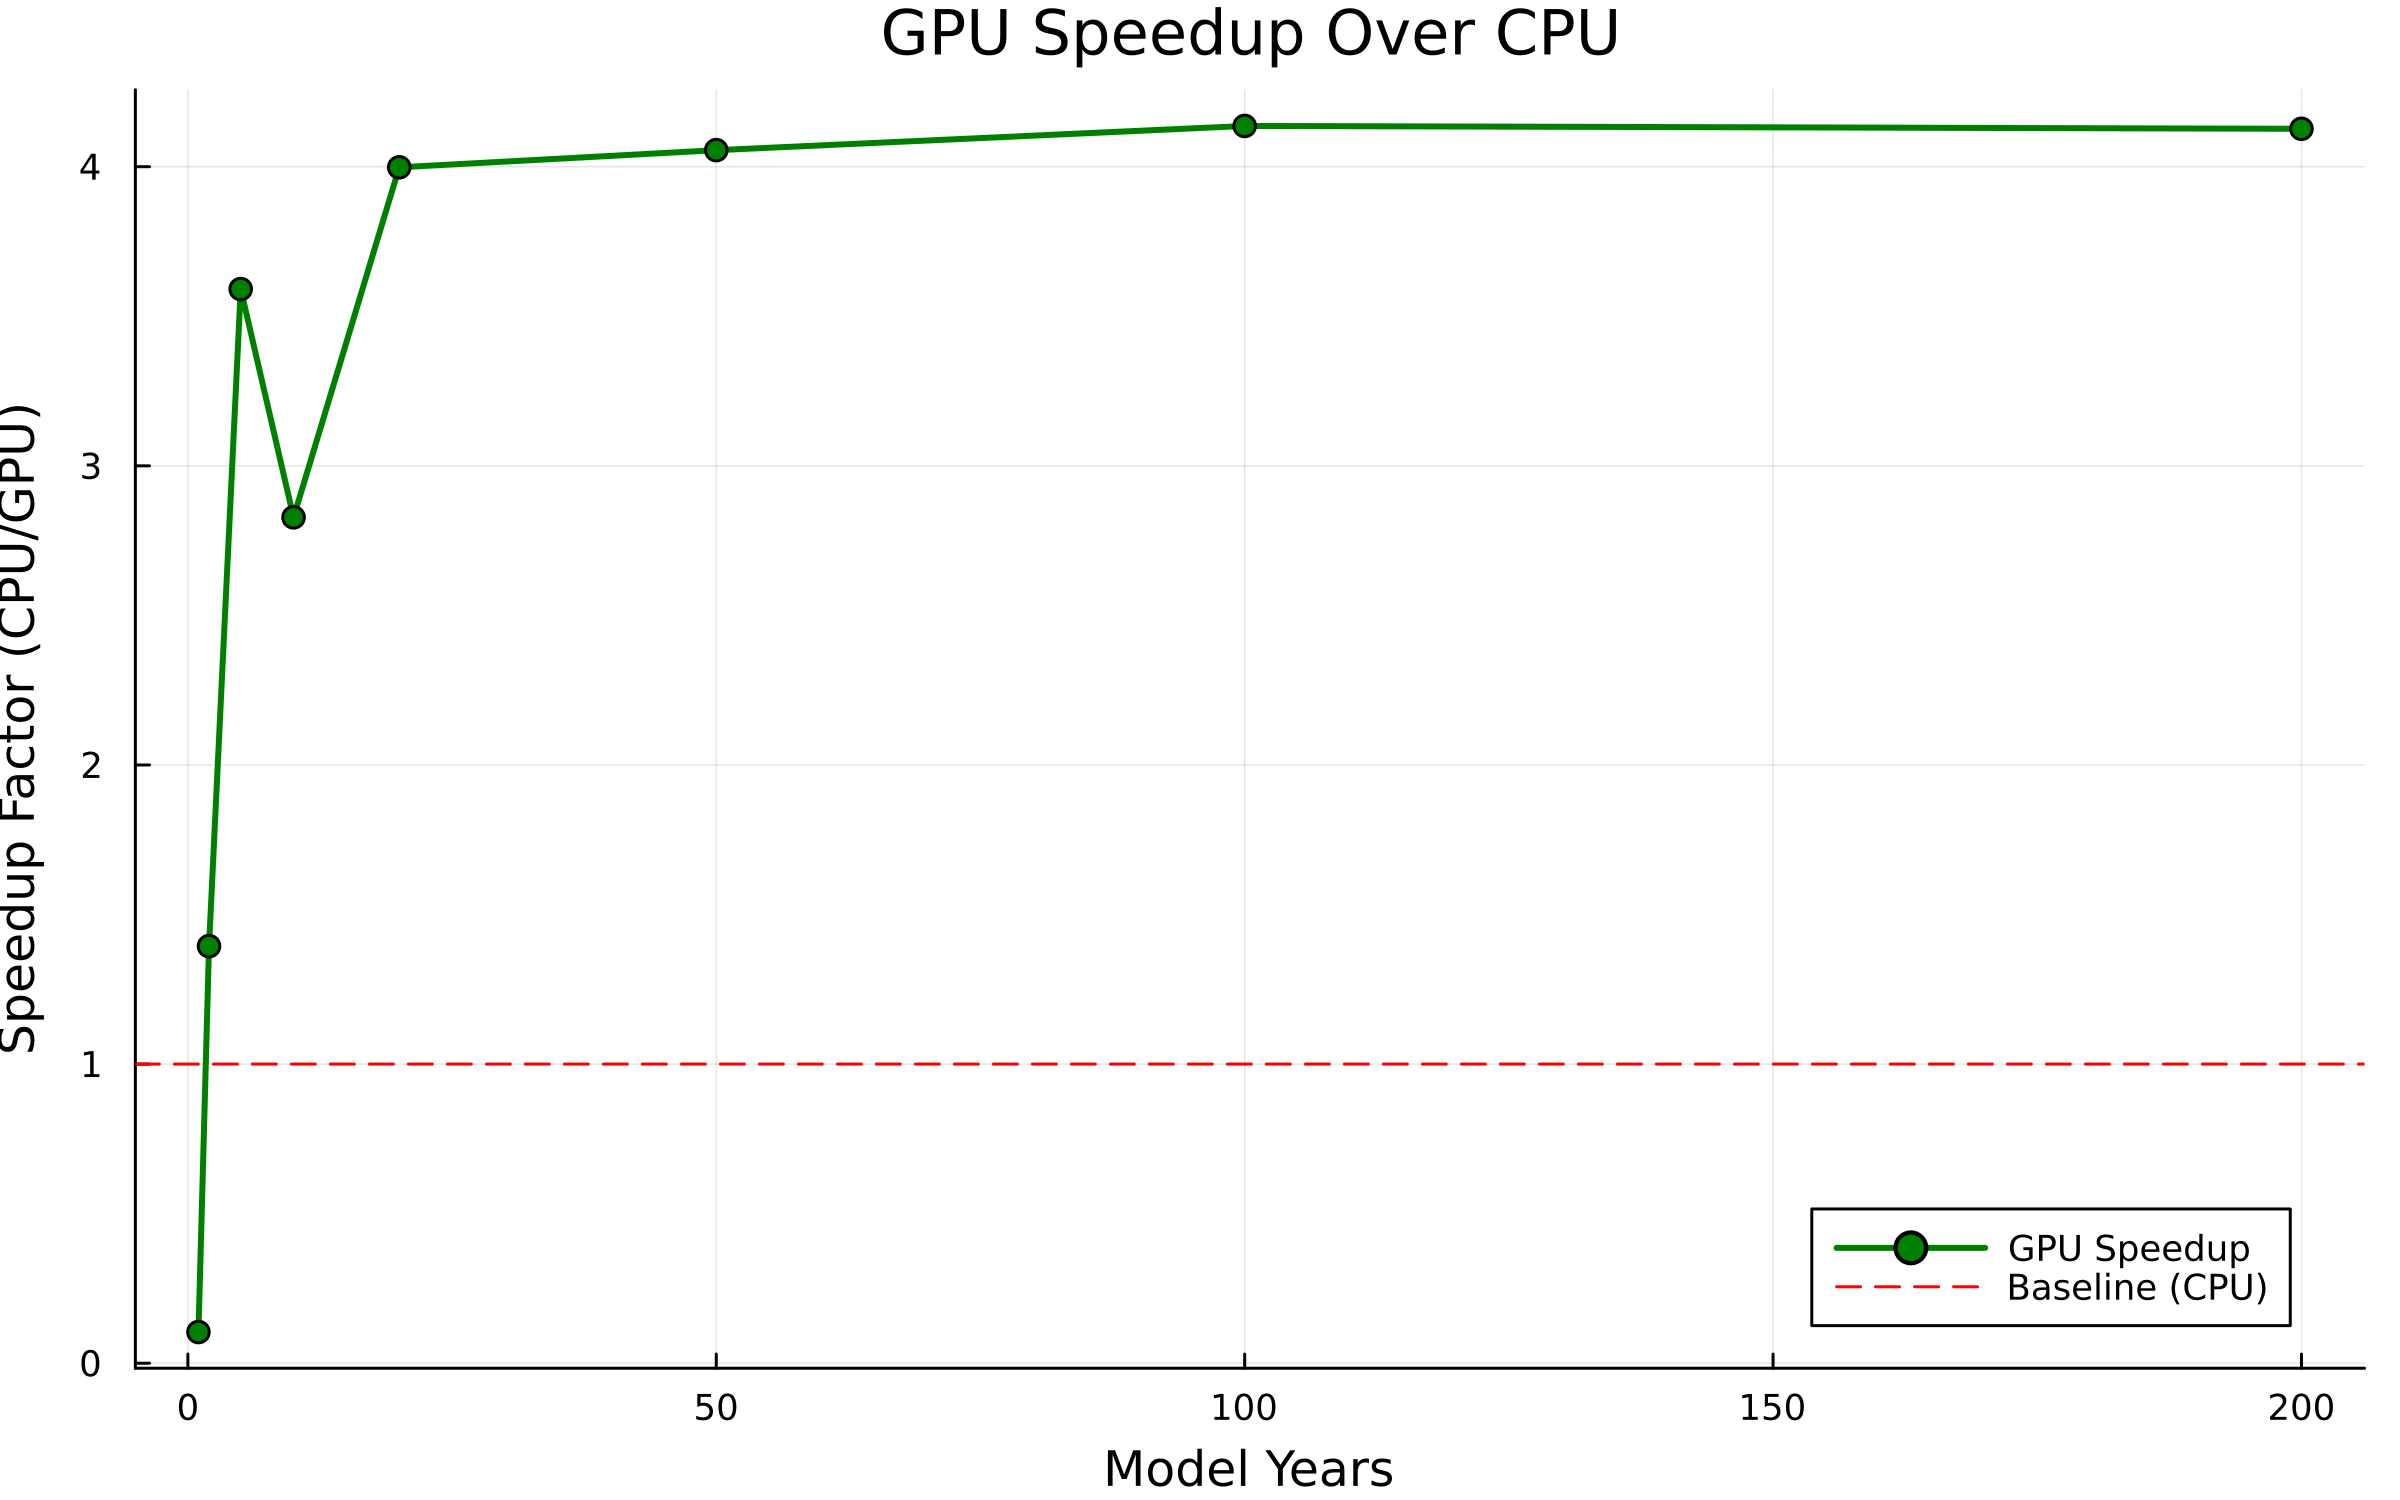 GPU Speedup Over CPU
Speedup Factor (CPU/GPU)
4
3
2
1
0
0 50 100 150 200
Model Years
GPU Speedup
Baseline (CPU)